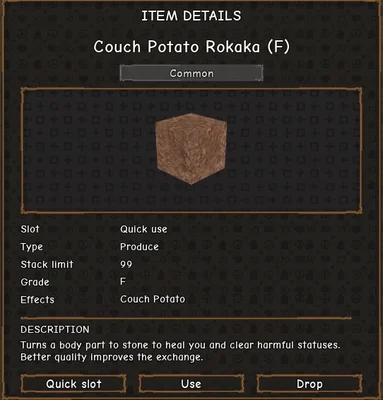 ITEM DETAILS
Couch Potato Rokaka (F)
Common
Slot Quick use
Type Produce
Stack limit 99
Grade F
Effects Couch Potato
DESCRIPTION
Turns a body part to stone to heal you and clear harmful statuses.
Better quality improves the exchange.
Quick slot Use Drop